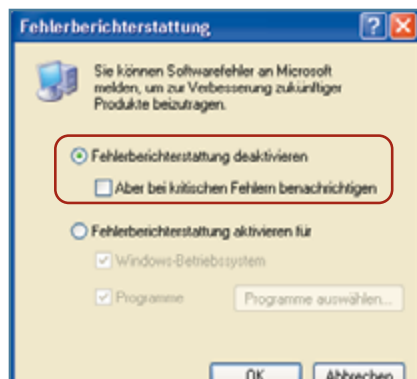 Fehlerberichterstattung
Sie können Softwarefehler an Microsoft
melden, um zur Verbesserung zukünftiger
Produkte beizutragen.
Fehlerberichterstattung deaktivieren
Aber bei kritischen Fehlern benachrichtigen
Fehlerberichterstattung aktivieren für
Windows-Betriebssystem
Programme Programme auswählen...
OK Abbrechen